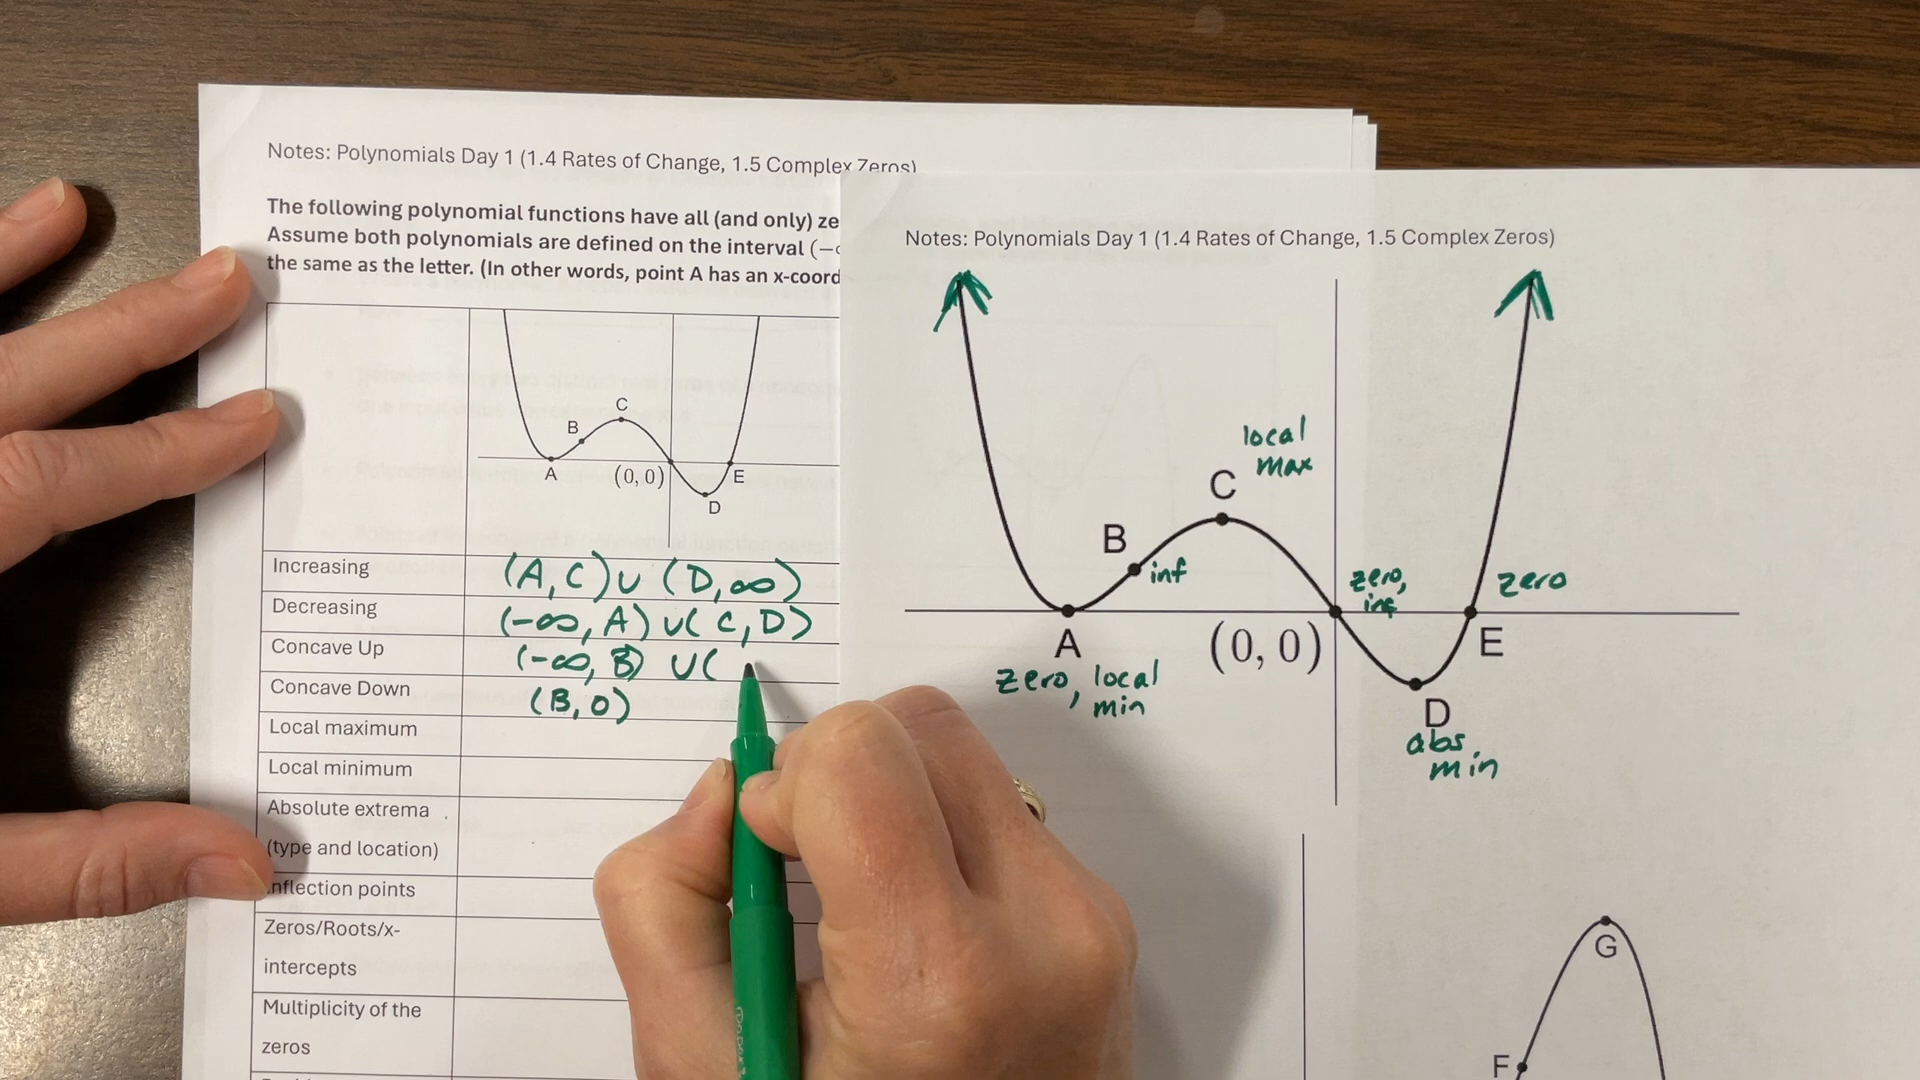 Notes: Polynomials Day 1 (1.4 Rates of Change, 1.5 Complex Zeros)
The following polynomial functions have all (and only) ze
Assume both polynomials are defined on the interval (−
the same as the letter. (In other words, point A has an x-coord
C
B
A
(0, 0)
E
D
Increasing (A, C) ∪ (D, ∞)
Decreasing (-∞, A) ∪ (C, D)
Concave Up (-∞, B) ∪ (
Concave Down (B, 0)
Local maximum
Local minimum
Absolute extrema
(type and location)
nflection points
Zeros/Roots/x-
intercepts
Multiplicity of the
zeros
Notes: Polynomials Day 1 (1.4 Rates of Change, 1.5 Complex Zeros)
local
max
C
B
inf
zero,
inf
zero
A
(0, 0)
E
zero, local
min
D
abs.
min
G
F